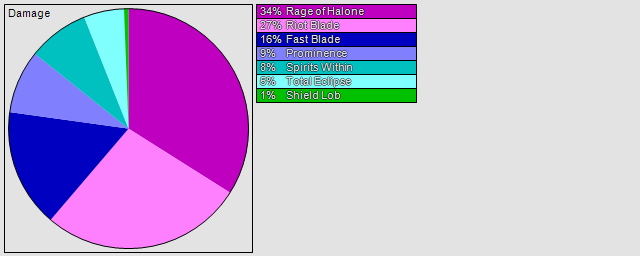 Damage
34% Rage of Halone
27% Riot Blade
16% Fast Blade
9% Prominence
8% Spirits Within
5% Total Eclipse
1% Shield Lob